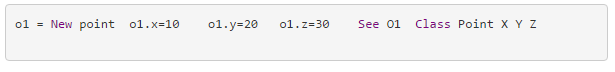 o1 = New point  o1.x=10    o1.y=20   o1.z=30    See O1  Class Point X Y Z